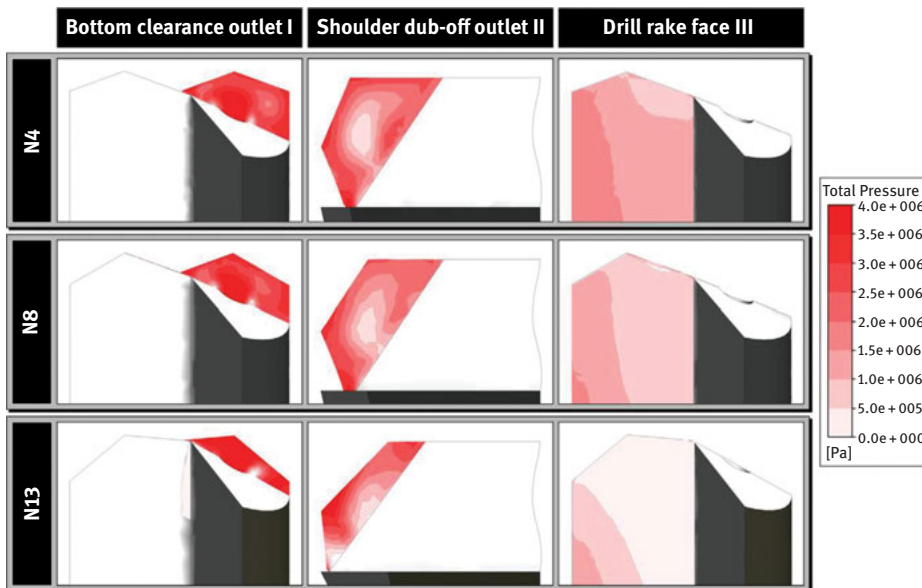 Bottom clearance outlet I
Shoulder dub-off outlet II
Drill rake face III
N4
N8
N13
Total Pressure
4.0e+006
3.5e+006
3.0e+006
2.5e+006
2.0e+006
1.5e+006
1.0e+006
5.0e+005
0.0e+000
[Pa]